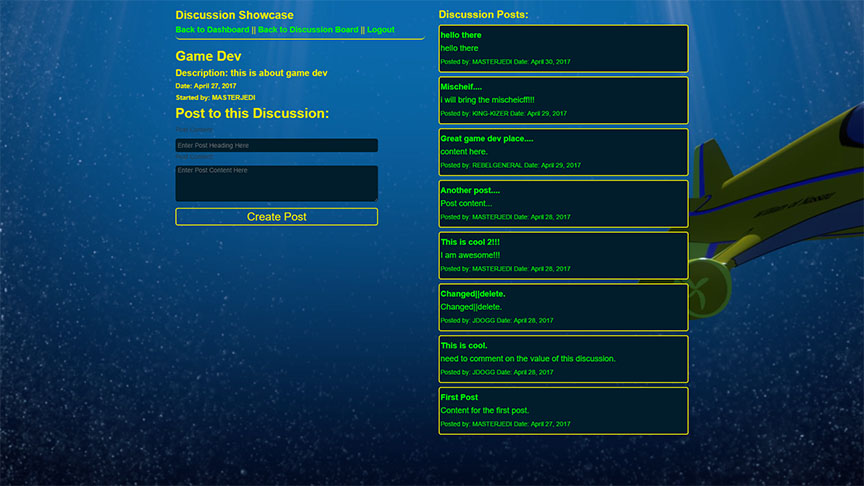 Discussion Showcase
Back to Dashboard || Back to Discussion Board || Logout
Game Dev
Description: this is about game dev
Date: April 27, 2017
Started by: MASTERJEDI
Post to this Discussion:
Post Content:
Enter Post Heading Here
Post Content:
Enter Post Content Here
Create Post
Discussion Posts:
hello there
hello there
Posted by: MASTERJEDI Date: April 30, 2017
Mischeif....
i will bring the mischeicff!!!
Posted by: KING-KIZER Date: April 29, 2017
Great game dev place....
content here.
Posted by: REBELGENERAL Date: April 29, 2017
Another post....
Post content...
Posted by: MASTERJEDI Date: April 28, 2017
This is cool 2!!!
I am awesome!!!
Posted by: MASTERJEDI Date: April 28, 2017
Changed||delete.
Changed||delete.
Posted by: JDOGG Date: April 28, 2017
This is cool.
need to comment on the value of this discussion.
Posted by: JDOGG Date: April 28, 2017
First Post
Content for the first post.
Posted by: MASTERJEDI Date: April 27, 2017